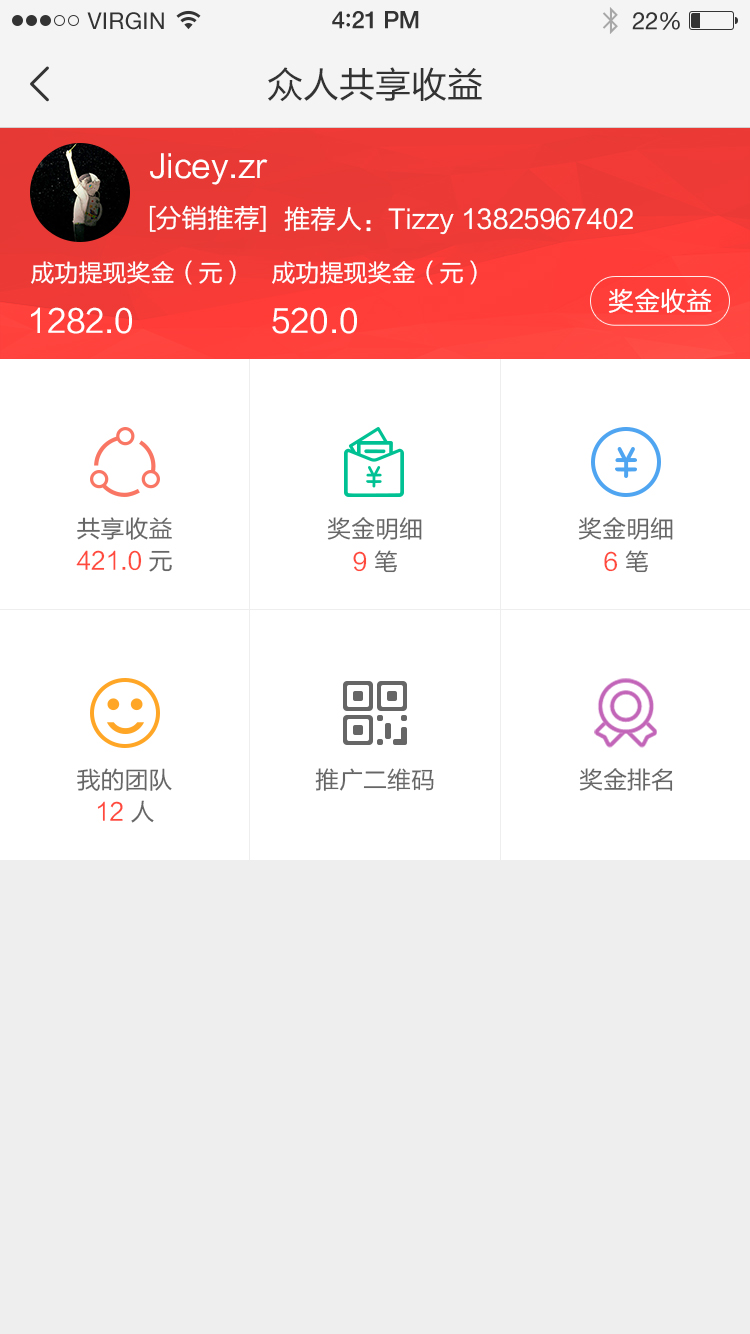 VIRGIN 4:21 PM 22%
众人共享收益
Jicey.zr
[分销推荐] 推荐人：Tizzy 13825967402
成功提现奖金（元） 成功提现奖金（元）
1282.0 520.0
奖金收益
共享收益 奖金明细 奖金明细
421.0 元 9 笔 6 笔
我的团队 推广二维码 奖金排名
12 人